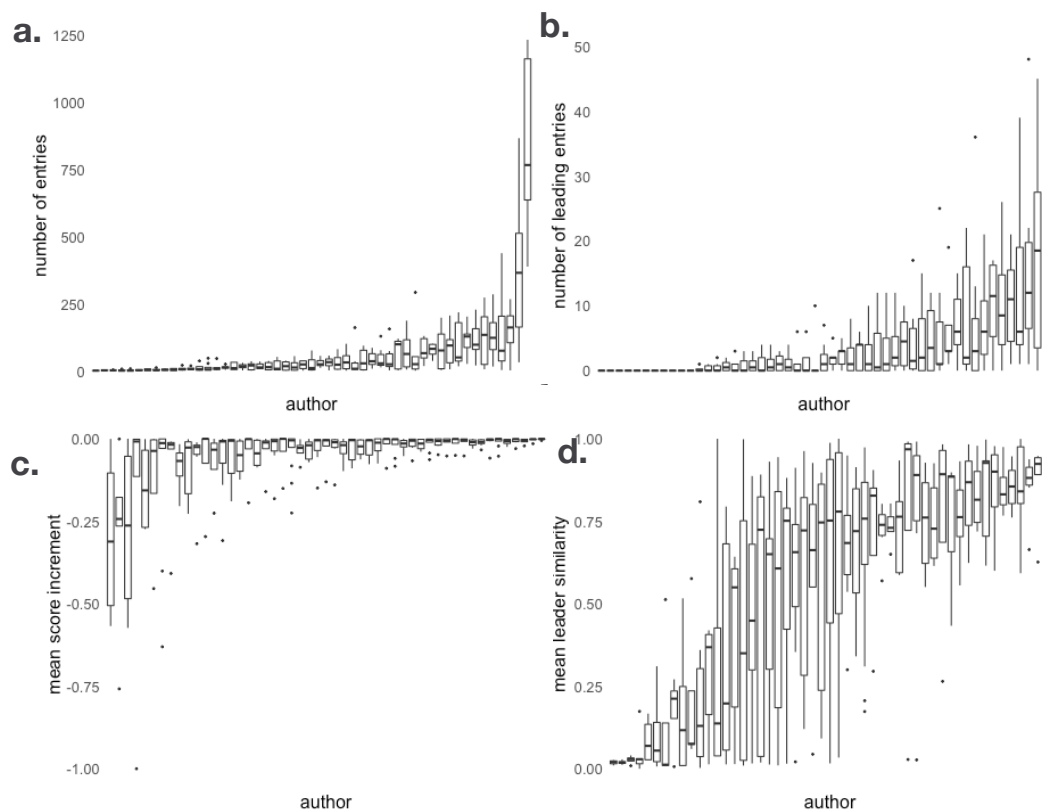 a.
number of entries
1250
1000
750
500
250
0
author
b.
number of leading entries
50
40
30
20
10
0
author
c.
mean score increment
0.00
-0.25
-0.50
-0.75
-1.00
author
d.
mean leader similarity
1.00
0.75
0.50
0.25
0.00
author